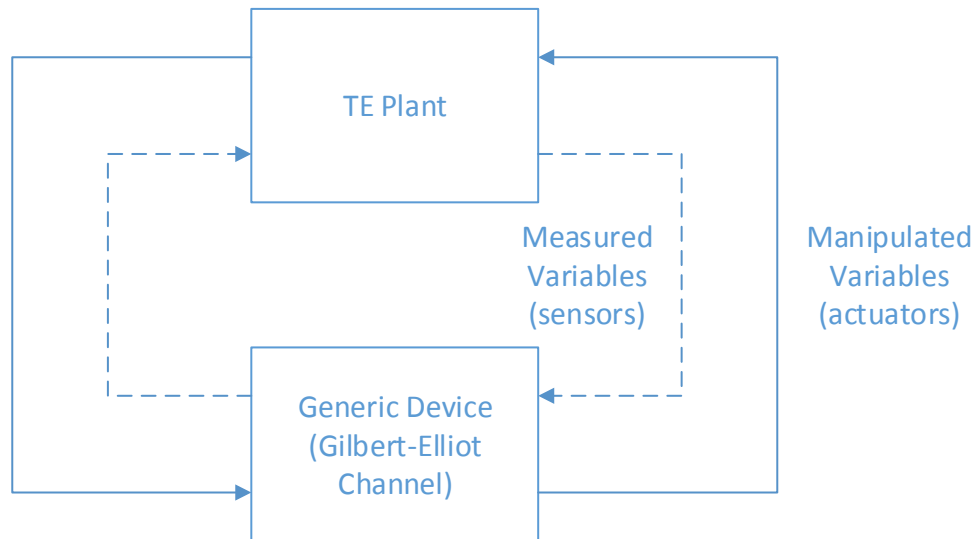 TE Plant
Measured
Variables
(sensors)
Manipulated
Variables
(actuators)
Generic Device
(Gilbert-Elliot
Channel)